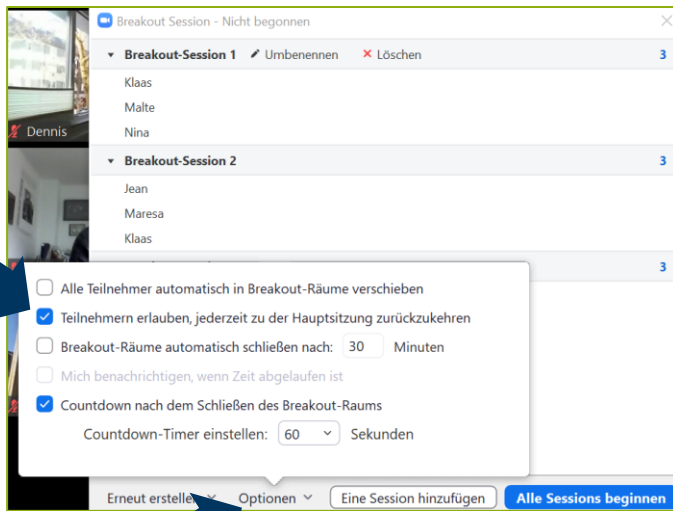 Breakout Session - Nicht begonnen
Breakout-Session 1 Umbenennen Löschen 3
Klaas
Malte
Nina
Dennis
Breakout-Session 2 3
Jean
Maresa
Klaas
3
Alle Teilnehmer automatisch in Breakout-Räume verschieben
Teilnehmern erlauben, jederzeit zu der Hauptsitzung zurückzukehren
Breakout-Räume automatisch schließen nach: 30 Minuten
Mich benachrichtigen, wenn Zeit abgelaufen ist
Countdown nach dem Schließen des Breakout-Raums
Countdown-Timer einstellen: 60 Sekunden
Erneut erstellen Optionen Eine Session hinzufügen Alle Sessions beginnen